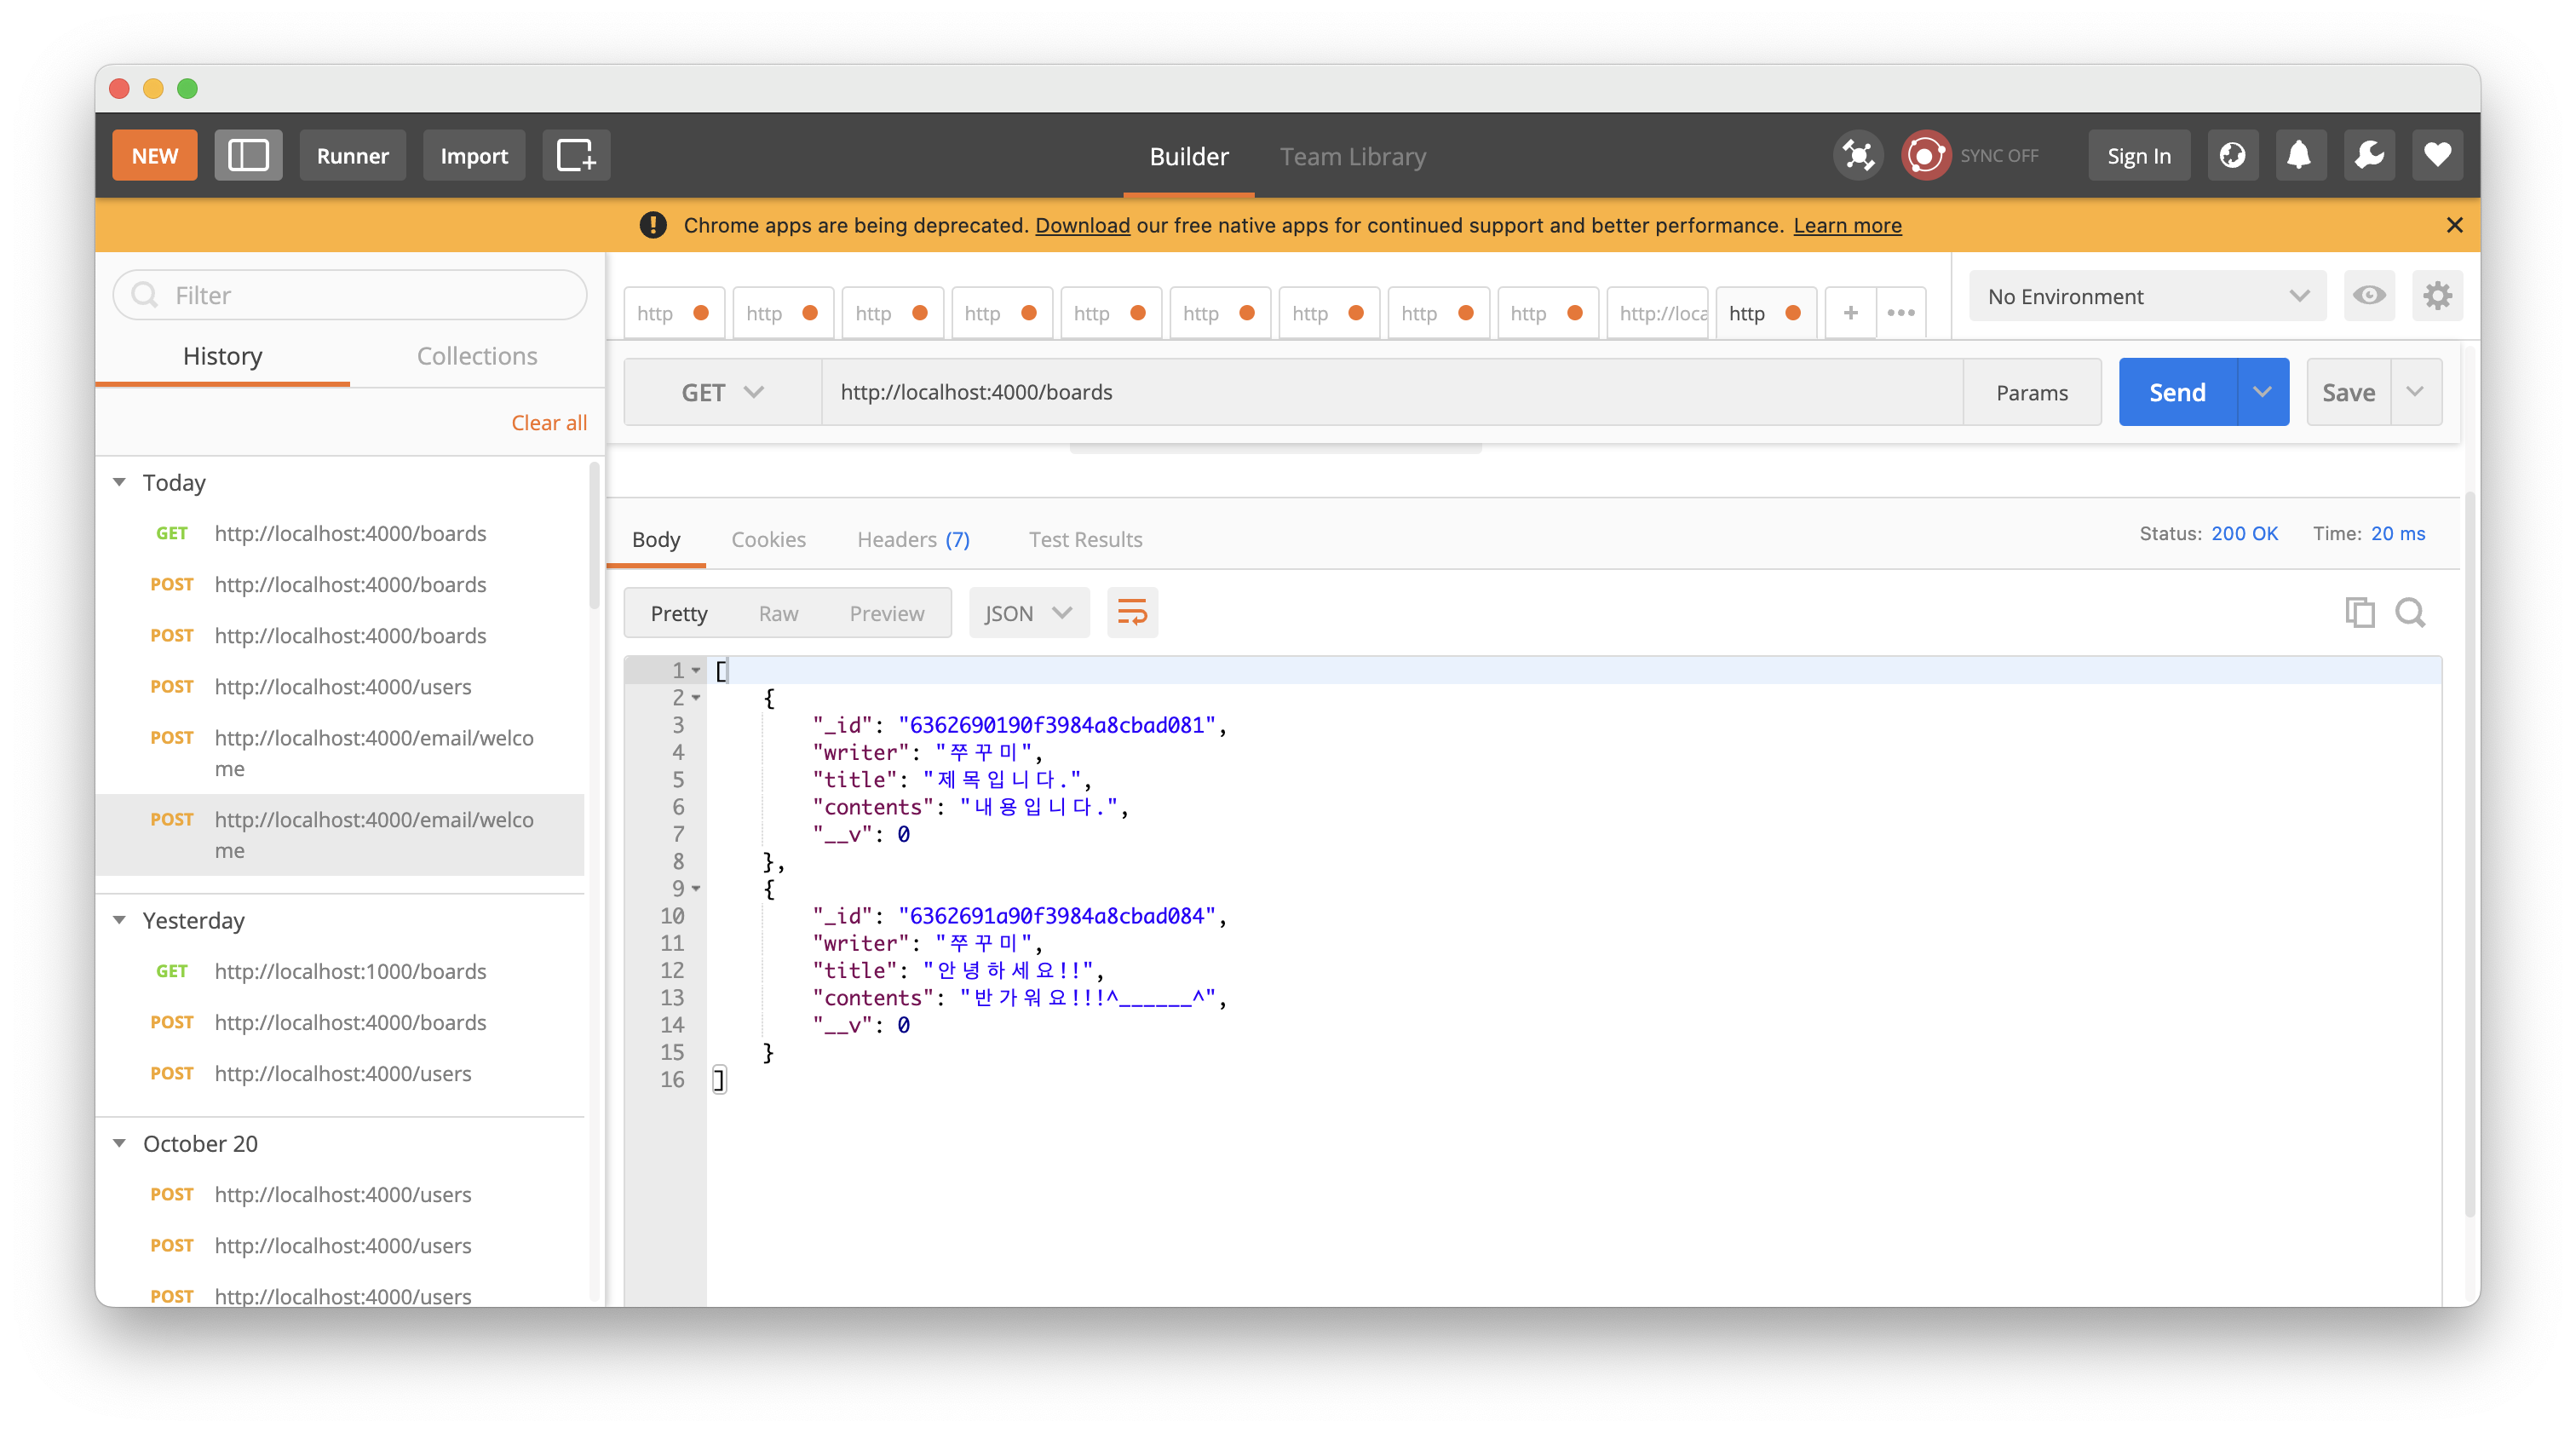 NEW
Runner
Import
Builder
Team Library
SYNC OFF
Sign In
Chrome apps are being deprecated. Download our free native apps for continued support and better performance. Learn more
Filter
History
Collections
Clear all
Today
GET http://localhost:4000/boards
POST http://localhost:4000/boards
POST http://localhost:4000/boards
POST http://localhost:4000/users
POST http://localhost:4000/email/welco
me
POST http://localhost:4000/email/welco
me
Yesterday
GET http://localhost:1000/boards
POST http://localhost:4000/boards
POST http://localhost:4000/users
October 20
POST http://localhost:4000/users
POST http://localhost:4000/users
POST http://localhost:4000/users
http
http
http
http
http
http
http
http
http
http://loca
http
No Environment
GET
http://localhost:4000/boards
Params
Send
Save
Body
Cookies
Headers (7)
Test Results
Status: 200 OK
Time: 20 ms
Pretty
Raw
Preview
JSON
1 [
2 {
3 "_id": "6362690190f3984a8cbad081",
4 "writer": "쭈꾸미",
5 "title": "제목입니다.",
6 "contents": "내용입니다.",
7 "__v": 0
8 },
9 {
10 "_id": "6362691a90f3984a8cbad084",
11 "writer": "쭈꾸미",
12 "title": "안녕하세요!!",
13 "contents": "반가워요!!!^______^",
14 "__v": 0
15 }
16 ]